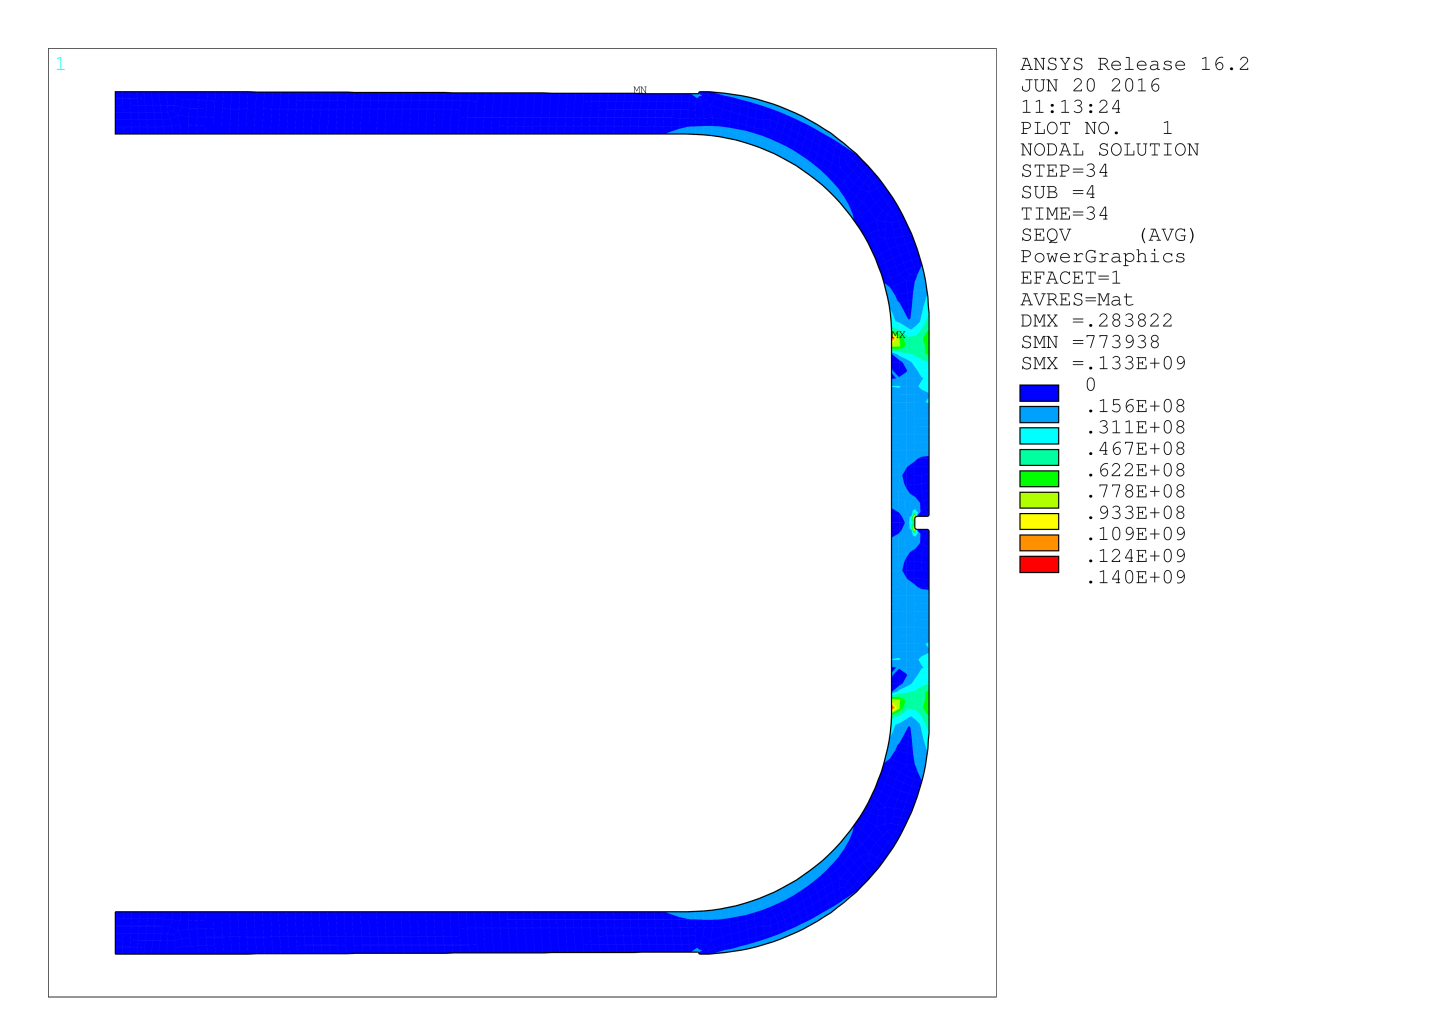 1
MN
MX
ANSYS Release 16.2
JUN 20 2016
11:13:24
PLOT NO.   1
NODAL SOLUTION
STEP=34
SUB =4
TIME=34
SEQV     (AVG)
PowerGraphics
EFACET=1
AVRES=Mat
DMX =.283822
SMN =773938
SMX =.133E+09
0
.156E+08
.311E+08
.467E+08
.622E+08
.778E+08
.933E+08
.109E+09
.124E+09
.140E+09